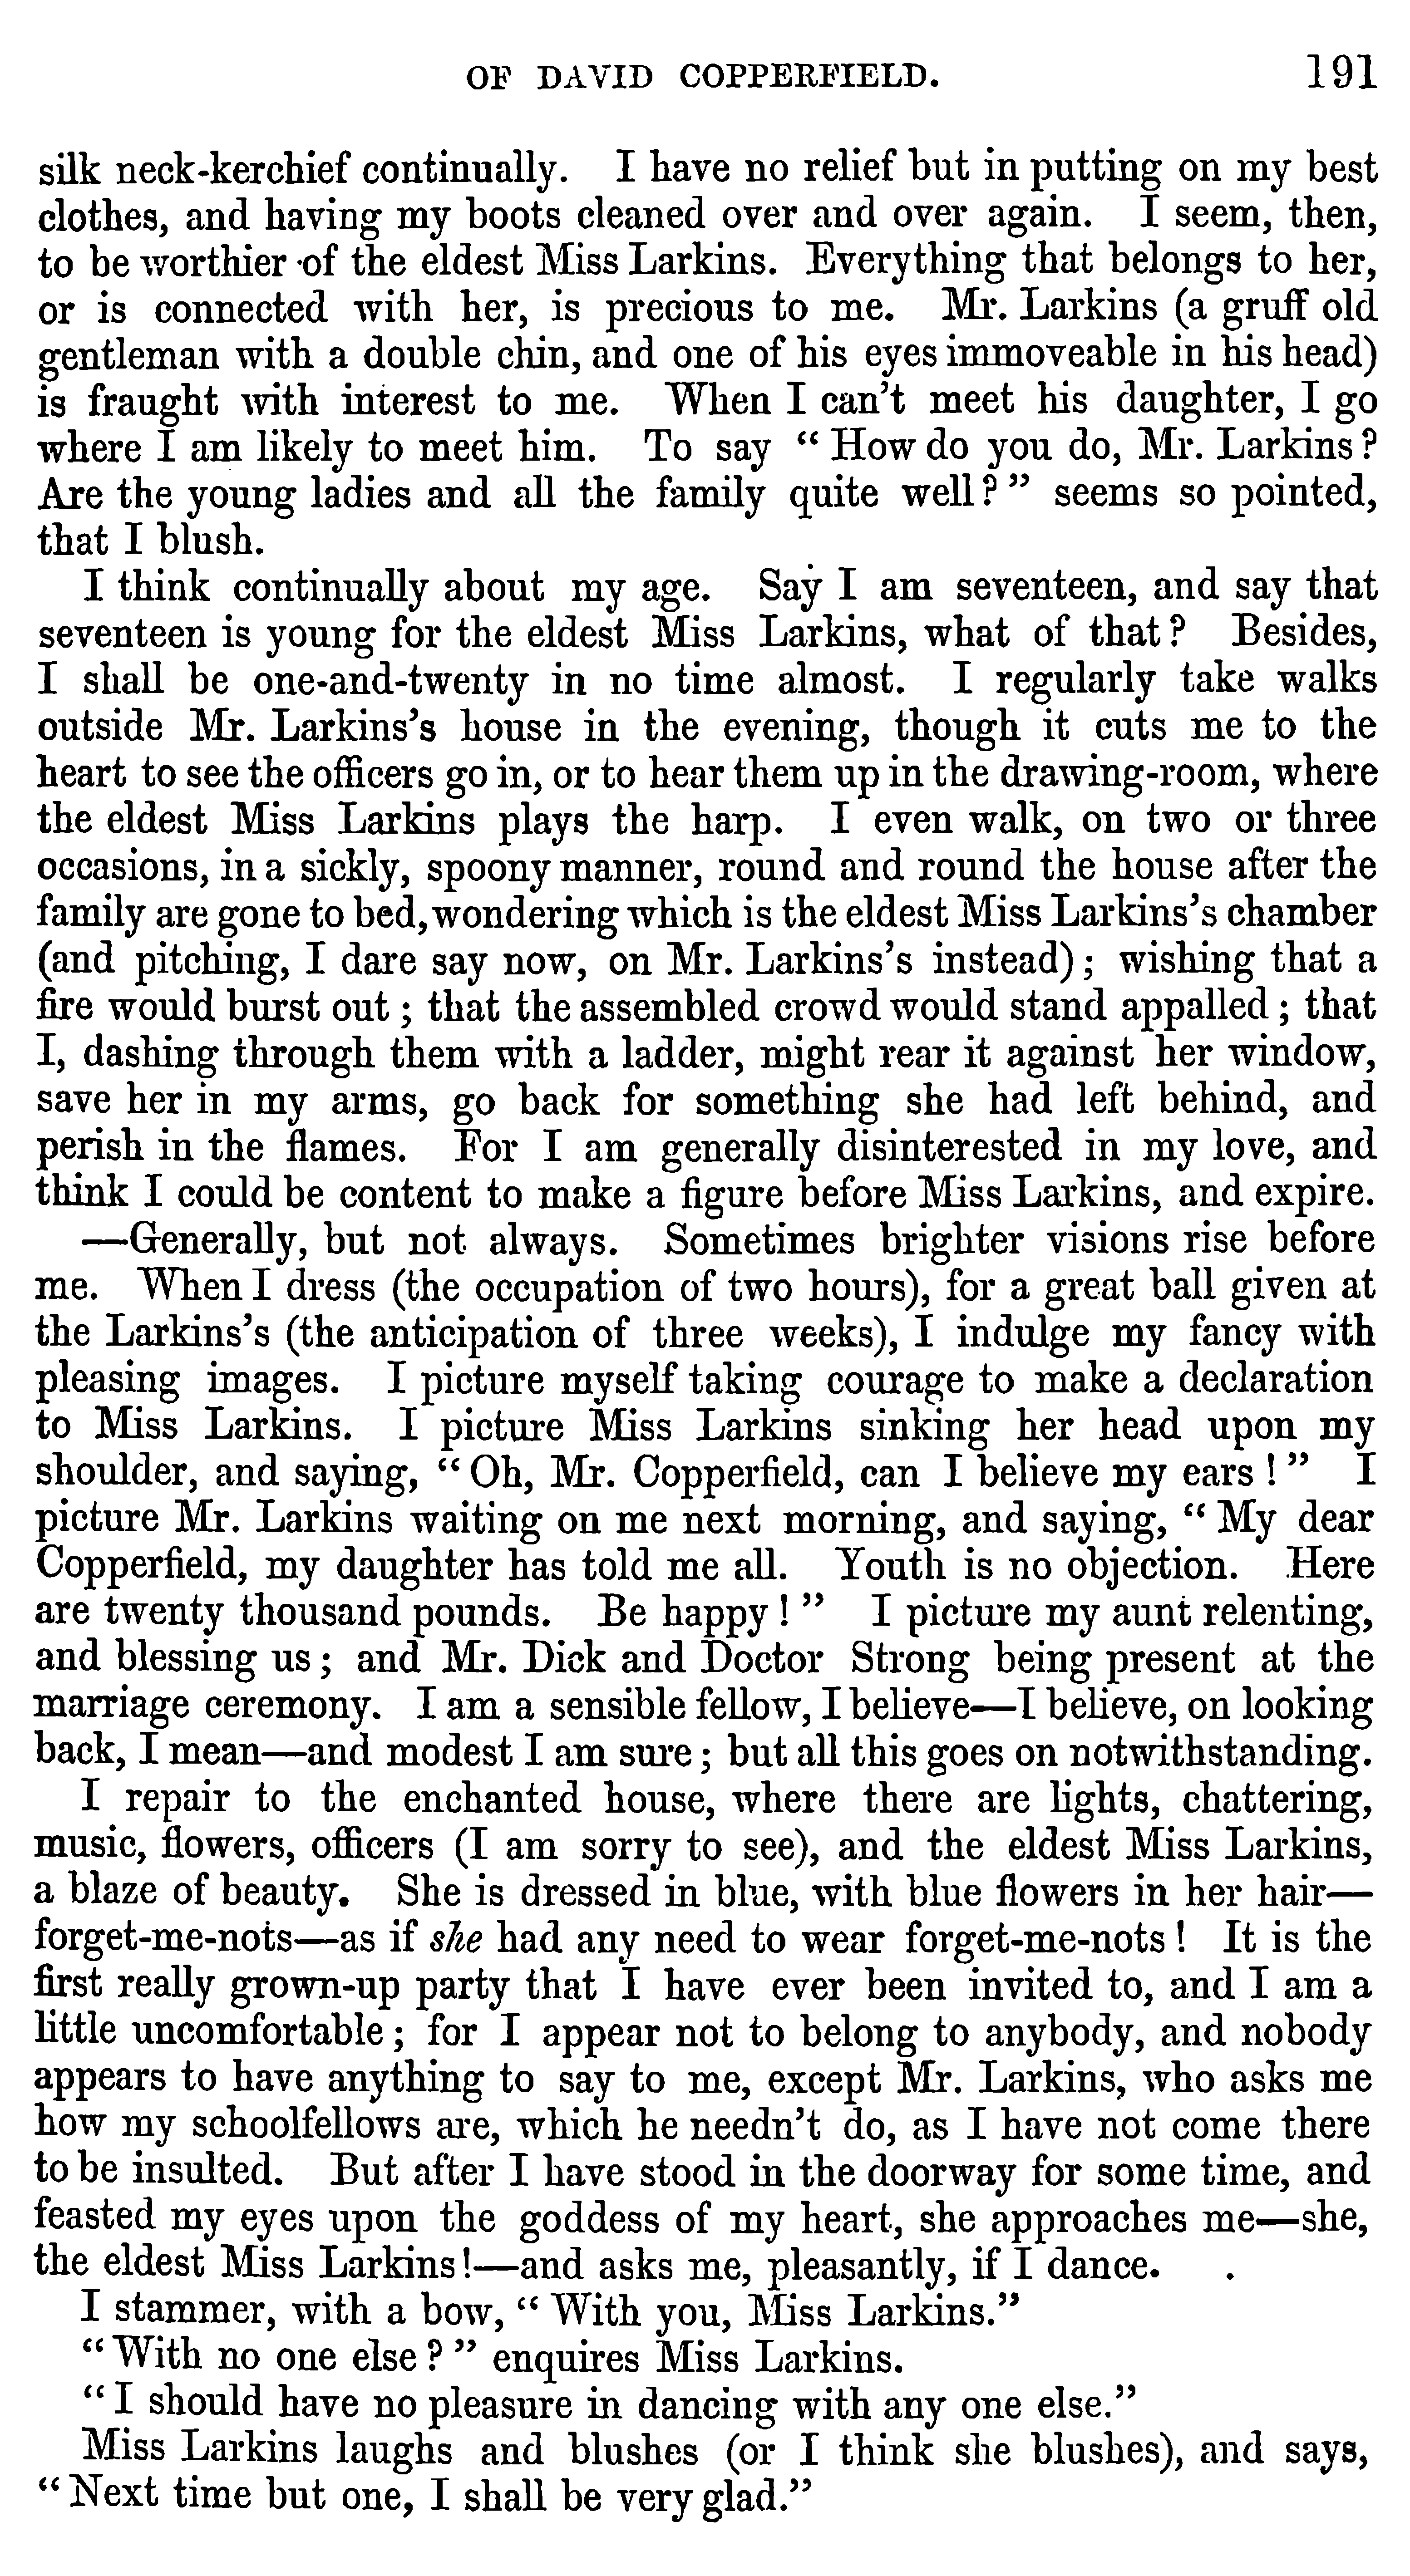 OF DAVID COPPERFIELD. 191
silk neck-kerchief continually. I have no relief but in putting on my best
clothes, and having my boots cleaned over and over again. I seem, then,
to be worthier of the eldest Miss Larkins. Everything that belongs to her,
or is connected with her, is precious to me. Mr. Larkins (a gruff old
gentleman with a double chin, and one of his eyes immoveable in his head)
is fraught with interest to me. When I can't meet his daughter, I go
where I am likely to meet him. To say “How do you do, Mr. Larkins?
Are the young ladies and all the family quite well?” seems so pointed,
that I blush.
I think continually about my age. Say I am seventeen, and say that
seventeen is young for the eldest Miss Larkins, what of that? Besides,
I shall be one-and-twenty in no time almost. I regularly take walks
outside Mr. Larkins's house in the evening, though it cuts me to the
heart to see the officers go in, or to hear them up in the drawing-room, where
the eldest Miss Larkins plays the harp. I even walk, on two or three
occasions, in a sickly, spoony manner, round and round the house after the
family are gone to bed, wondering which is the eldest Miss Larkins's chamber
(and pitching, I dare say now, on Mr. Larkins's instead); wishing that a
fire would burst out; that the assembled crowd would stand appalled; that
I, dashing through them with a ladder, might rear it against her window,
save her in my arms, go back for something she had left behind, and
perish in the flames. For I am generally disinterested in my love, and
think I could be content to make a figure before Miss Larkins, and expire.
—Generally, but not always. Sometimes brighter visions rise before
me. When I dress (the occupation of two hours), for a great ball given at
the Larkins's (the anticipation of three weeks), I indulge my fancy with
pleasing images. I picture myself taking courage to make a declaration
to Miss Larkins. I picture Miss Larkins sinking her head upon my
shoulder, and saying, “Oh, Mr. Copperfield, can I believe my ears!” I
picture Mr. Larkins waiting on me next morning, and saying, “My dear
Copperfield, my daughter has told me all. Youth is no objection. Here
are twenty thousand pounds. Be happy!” I picture my aunt relenting,
and blessing us; and Mr. Dick and Doctor Strong being present at the
marriage ceremony. I am a sensible fellow, I believe—I believe, on looking
back, I mean—and modest I am sure; but all this goes on notwithstanding.
I repair to the enchanted house, where there are lights, chattering,
music, flowers, officers (I am sorry to see), and the eldest Miss Larkins,
a blaze of beauty. She is dressed in blue, with blue flowers in her hair—
forget-me-nots—as if she had any need to wear forget-me-nots! It is the
first really grown-up party that I have ever been invited to, and I am a
little uncomfortable; for I appear not to belong to anybody, and nobody
appears to have anything to say to me, except Mr. Larkins, who asks me
how my schoolfellows are, which he needn't do, as I have not come there
to be insulted. But after I have stood in the doorway for some time, and
feasted my eyes upon the goddess of my heart, she approaches me—she,
the eldest Miss Larkins!—and asks me, pleasantly, if I dance.
I stammer, with a bow, “With you, Miss Larkins.”
“With no one else?” enquires Miss Larkins.
“I should have no pleasure in dancing with any one else.”
Miss Larkins laughs and blushes (or I think she blushes), and says,
“Next time but one, I shall be very glad.”